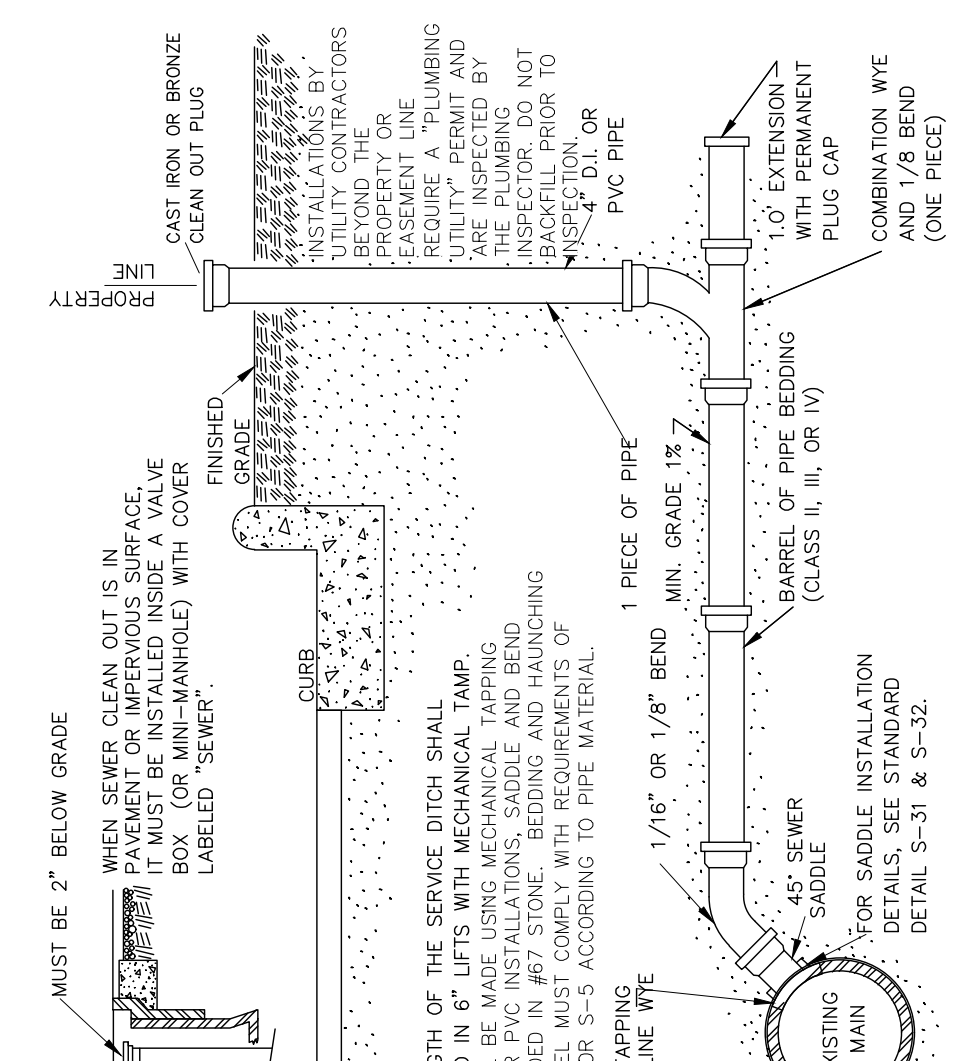 MUST BE 2" BELOW GRADE
WHEN SEWER CLEAN OUT IS IN
PAVEMENT OR IMPERVIOUS SURFACE,
IT MUST BE INSTALLED INSIDE A VALVE
BOX (OR MINI-MANHOLE) WITH COVER
LABELED "SEWER".
PROPERTY
LINE
CAST IRON OR BRONZE
CLEAN OUT PLUG
FINISHED
GRADE
CURB
INSTALLATIONS BY
UTILITY CONTRACTORS
BEYOND THE
PROPERTY OR
EASEMENT LINE
REQUIRE A "PLUMBING
UTILITY" PERMIT AND
ARE INSPECTED BY
THE PLUMBING
INSPECTOR. DO NOT
BACKFILL PRIOR TO
INSPECTION.
4" D.I. OR
PVC PIPE
OF THE SERVICE DITCH SHALL
IN 6" LIFTS WITH MECHANICAL TAMP.
BE MADE USING MECHANICAL TAPPING
PVC INSTALLATIONS, SADDLE AND BEND
IN #67 STONE. BEDDING AND HAUNCHING
MUST COMPLY WITH REQUIREMENTS OF
OR S-5 ACCORDING TO PIPE MATERIAL.
1 PIECE OF PIPE
MIN. GRADE 1%
1/16" OR 1/8" BEND
TAPPING
LINE WYE
1.0' EXTENSION
WITH PERMANENT
PLUG CAP
BARREL OF PIPE BEDDING
(CLASS II, III, OR IV)
COMBINATION WYE
AND 1/8 BEND
(ONE PIECE)
45° SEWER
SADDLE
FOR SADDLE INSTALLATION
DETAILS, SEE STANDARD
DETAIL S-31 & S-32.
MAIN